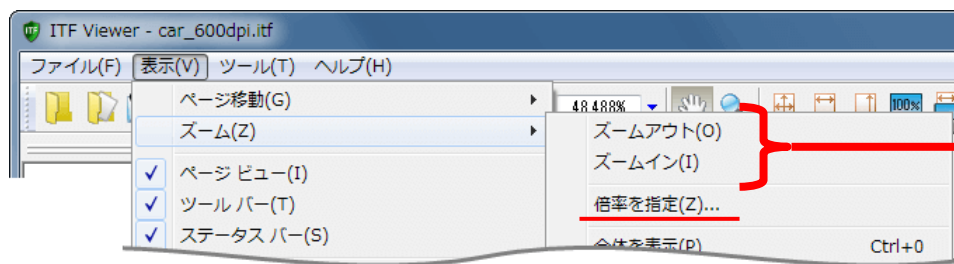 ITF Viewer - car_600dpi.itf
ファイル(F) 表示(V) ツール(T) ヘルプ(H)
ページ移動(G)
48.488%
100%
ズーム(Z)
ズームアウト(O)
ズームイン(I)
ページ ビュー(I)
ツール バー(T)
倍率を指定(Z)...
ステータス バー(S)
全体を表示(P) Ctrl+0